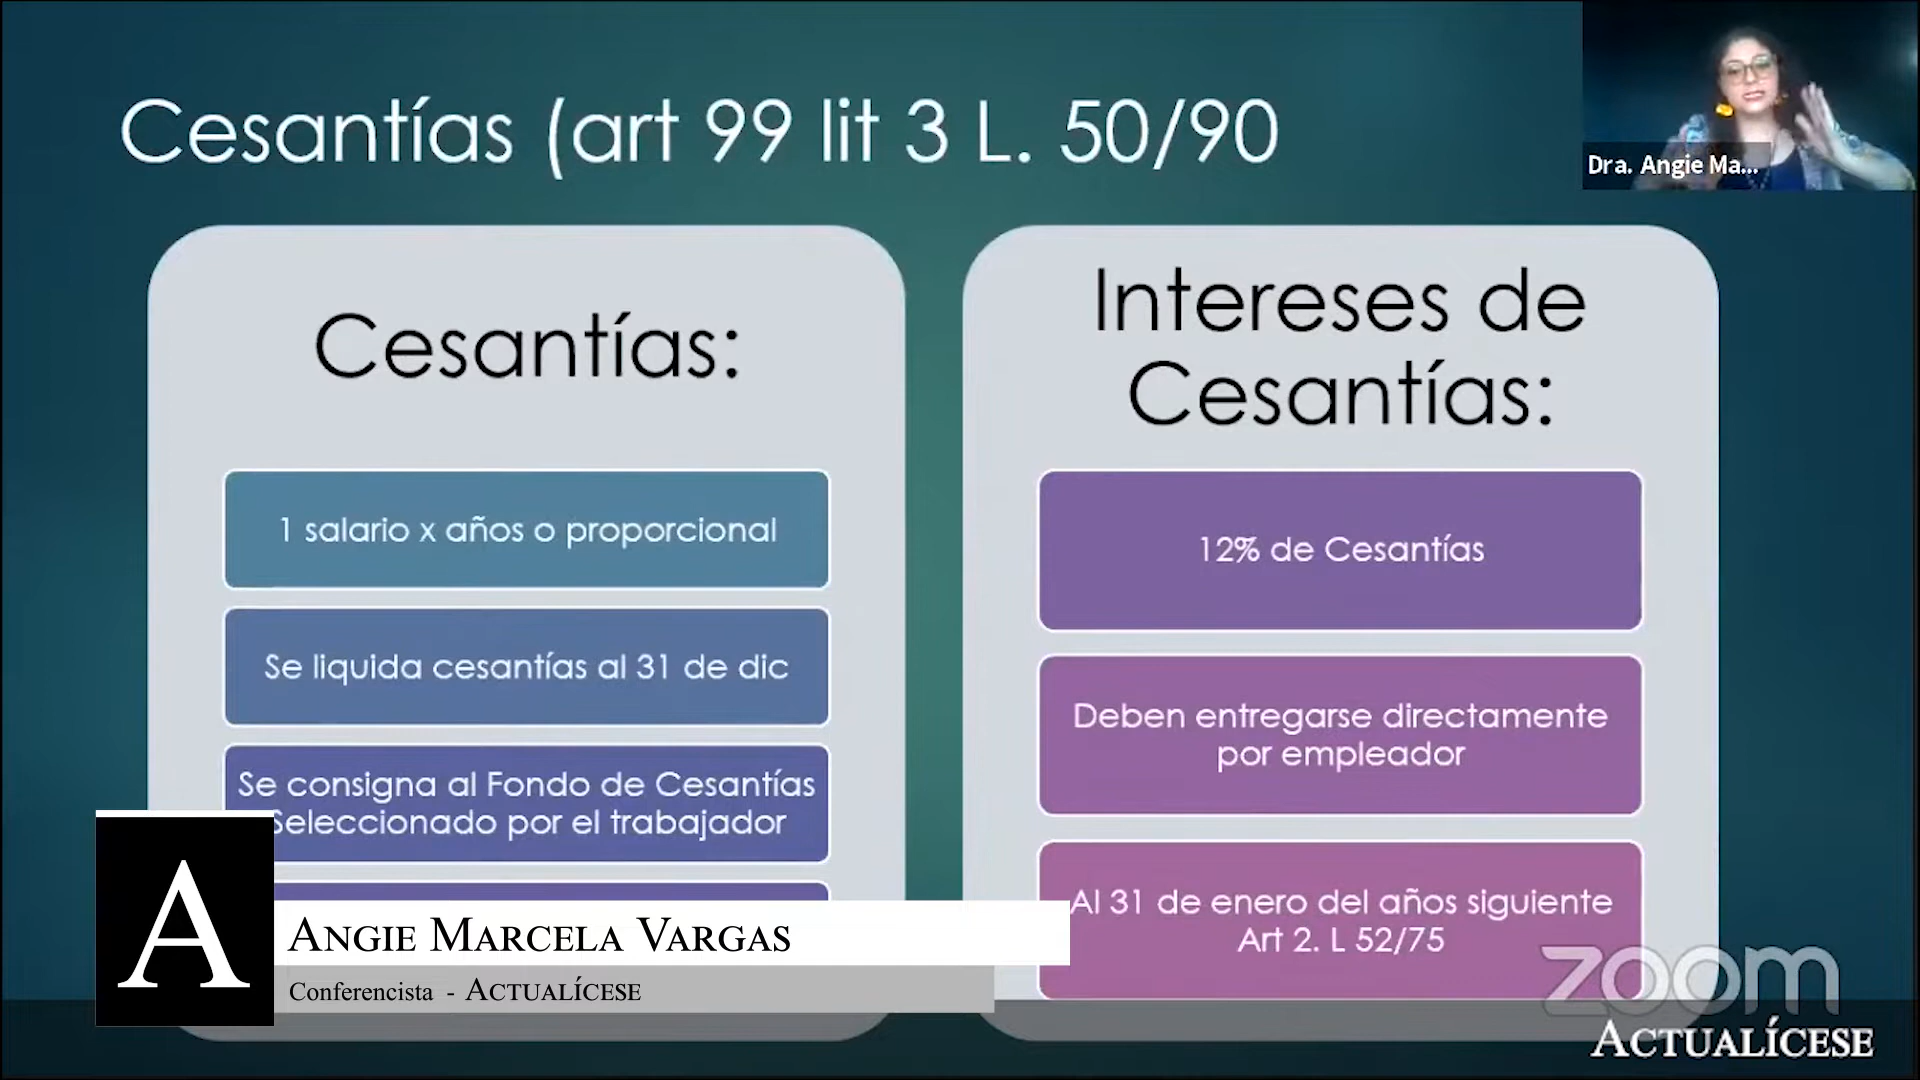 Cesantías (art 99 lit 3 L. 50/90
Dra. Angie Ma...
Cesantías:
1 salario x años o proporcional
Se liquida cesantías al 31 de dic
Se consigna al Fondo de Cesantías
Seleccionado por el trabajador
Intereses de
Cesantías:
12% de Cesantías
Deben entregarse directamente
por empleador
Al 31 de enero del años siguiente
Art 2. L 52/75
A
ANGIE MARCELA VARGAS
Conferencista - ACTUALÍCESE
zoom
ACTUALÍCESE